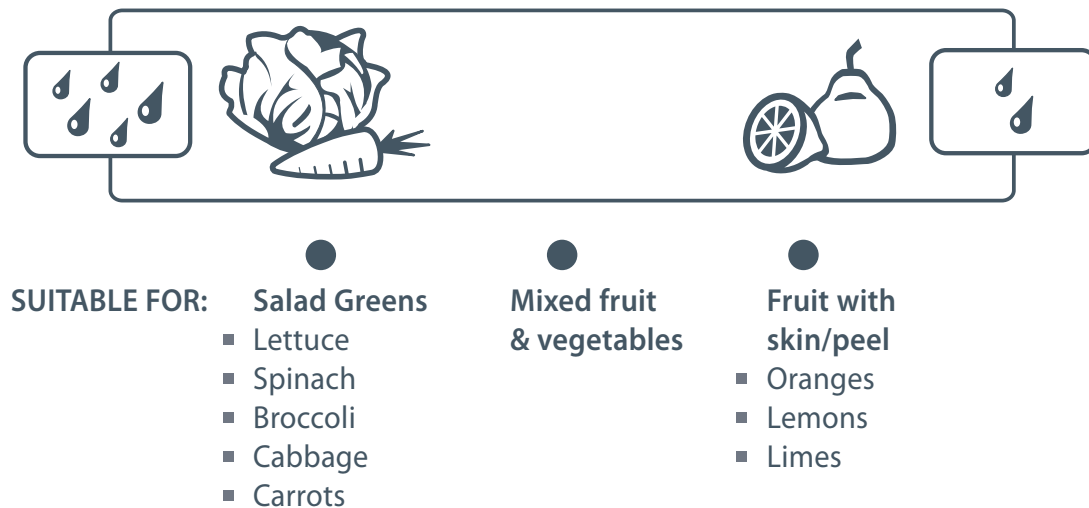 SUITABLE FOR:
Salad Greens
Lettuce
Spinach
Broccoli
Cabbage
Carrots
Mixed fruit
& vegetables
Fruit with
skin/peel
Oranges
Lemons
Limes